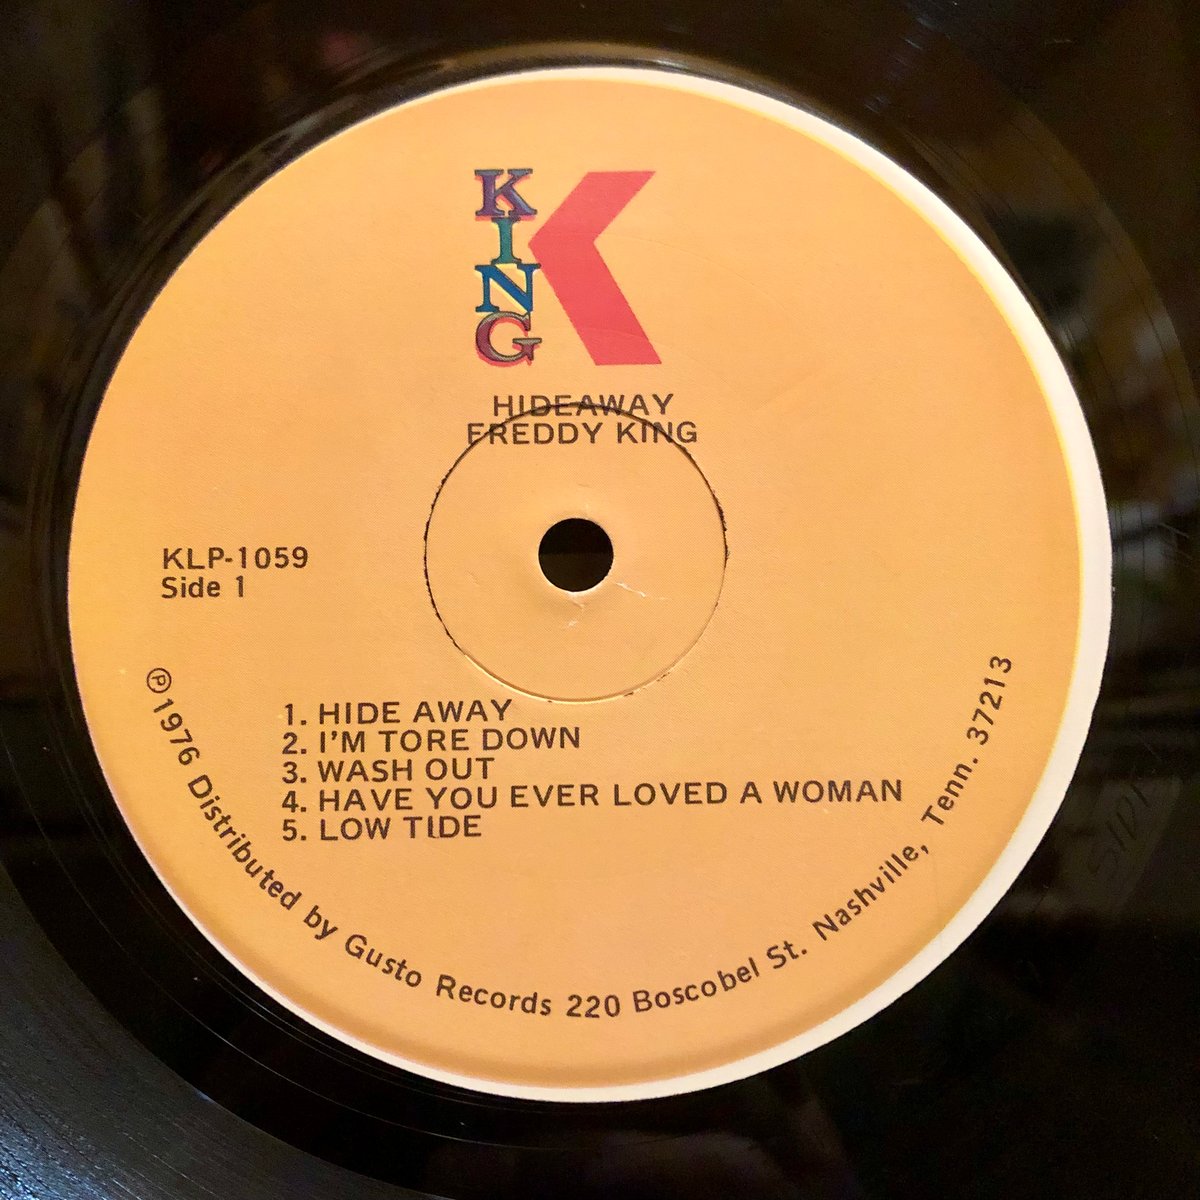 KING
HIDEAWAY
FREDDY KING
KLP-1059
Side 1
1. HIDE AWAY
2. I'M TORE DOWN
3. WASH OUT
4. HAVE YOU EVER LOVED A WOMAN
5. LOW TIDE
℗1976 Distributed by Gusto Records 220 Boscobel St. Nashville, Tenn. 37213